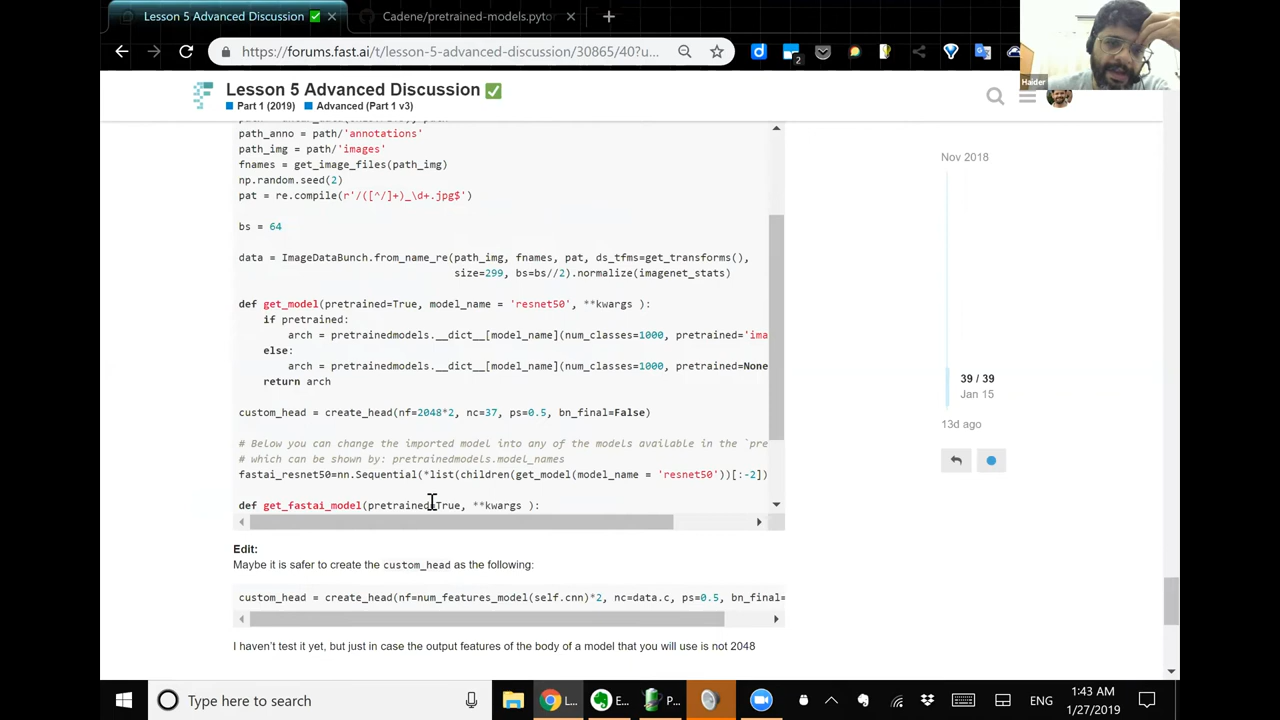 Lesson 5 Advanced Discussion ✅
Cadene/pretrained-models.pyto
https://forums.fast.ai/t/lesson-5-advanced-discussion/30865/40?u...
2
Haider
Lesson 5 Advanced Discussion ✅
Part 1 (2019) Advanced (Part 1 v3)
path_anno = path/'annotations'
path_img = path/'images'
fnames = get_image_files(path_img)
np.random.seed(2)
pat = re.compile(r'/([^/]+)_\d+.jpg$')
bs = 64
data = ImageDataBunch.from_name_re(path_img, fnames, pat, ds_tfms=get_transforms(),
size=299, bs=bs//2).normalize(imagenet_stats)
def get_model(pretrained=True, model_name = 'resnet50', **kwargs ):
if pretrained:
arch = pretrainedmodels.__dict__[model_name](num_classes=1000, pretrained='ima
else:
arch = pretrainedmodels.__dict__[model_name](num_classes=1000, pretrained=None
return arch
custom_head = create_head(nf=2048*2, nc=37, ps=0.5, bn_final=False)
# Below you can change the imported model into any of the models available in the `pre
# which can be shown by: pretrainedmodels.model_names
fastai_resnet50=nn.Sequential(*list(children(get_model(model_name = 'resnet50'))[:-2])
def get_fastai_model(pretrained=True, **kwargs ):
Nov 2018
39 / 39
Jan 15
13d ago
Edit:
Maybe it is safer to create the custom_head as the following:
custom_head = create_head(nf=num_features_model(self.cnn)*2, nc=data.c, ps=0.5, bn_final=
I haven't test it yet, but just in case the output features of the body of a model that you will use is not 2048
Type here to search
L...
E...
P...
ENG
1:43 AM
1/27/2019